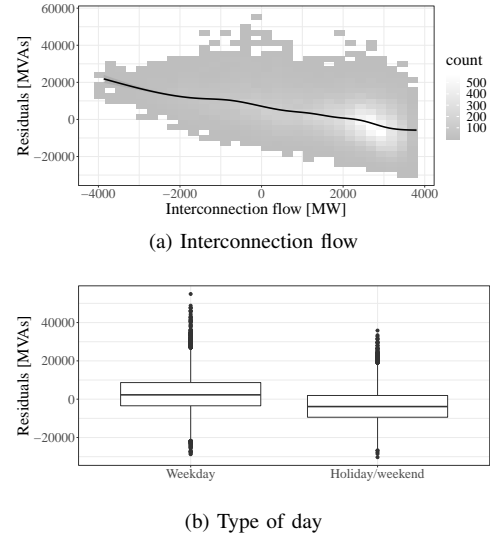 60000
40000
20000
0
−20000
Residuals [MVAs]
−4000 −2000 0 2000 4000
Interconnection flow [MW]
count
500
400
300
200
100
(a) Interconnection flow
40000
20000
0
−20000
Residuals [MVAs]
Weekday Holiday/weekend
(b) Type of day